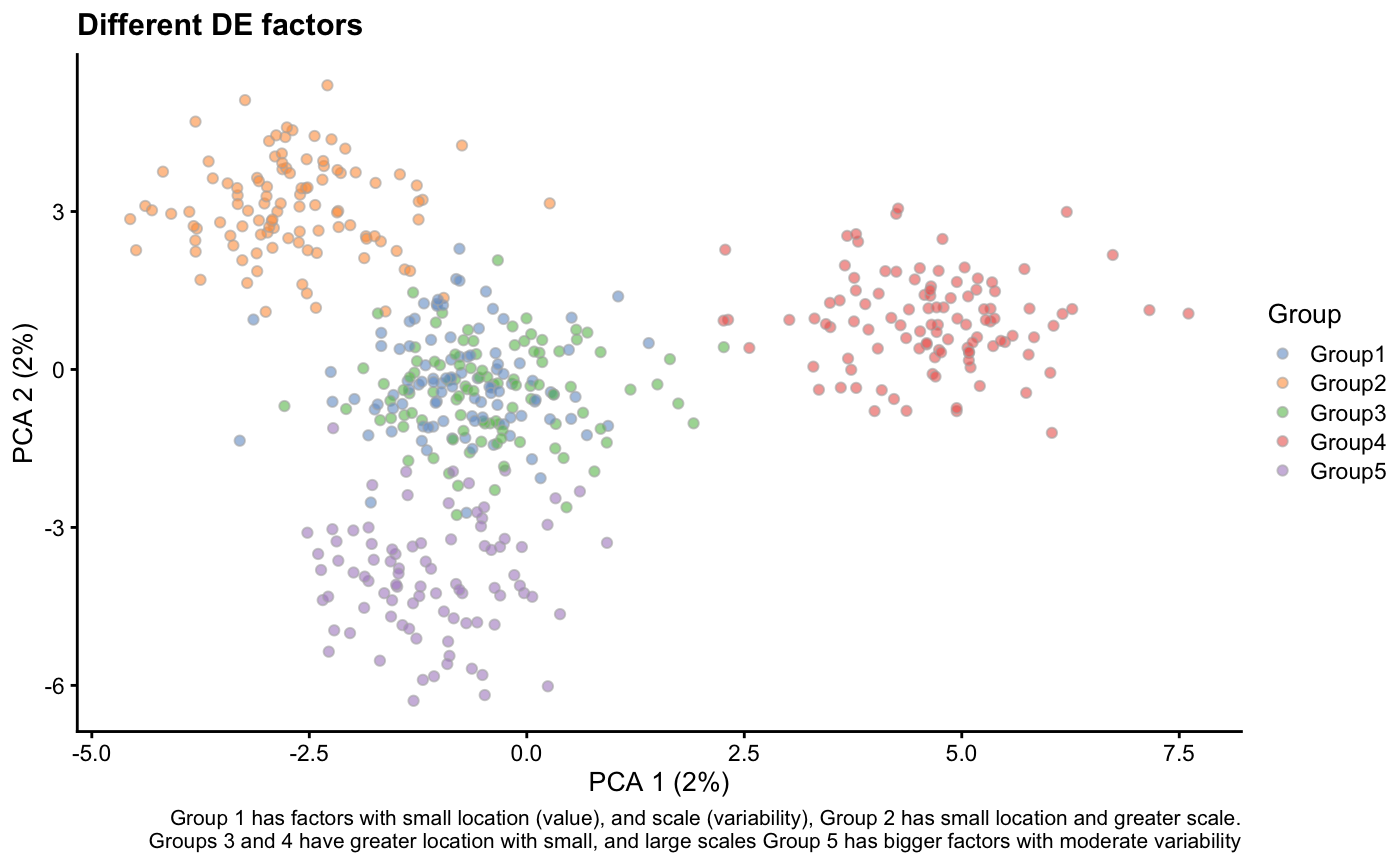 Different DE factors
3
0
-3
-6
PCA 2 (2%)
-5.0 -2.5 0.0 2.5 5.0 7.5
PCA 1 (2%)
Group
Group1
Group2
Group3
Group4
Group5
Group 1 has factors with small location (value), and scale (variability), Group 2 has small location and greater scale.
Groups 3 and 4 have greater location with small, and large scales Group 5 has bigger factors with moderate variability